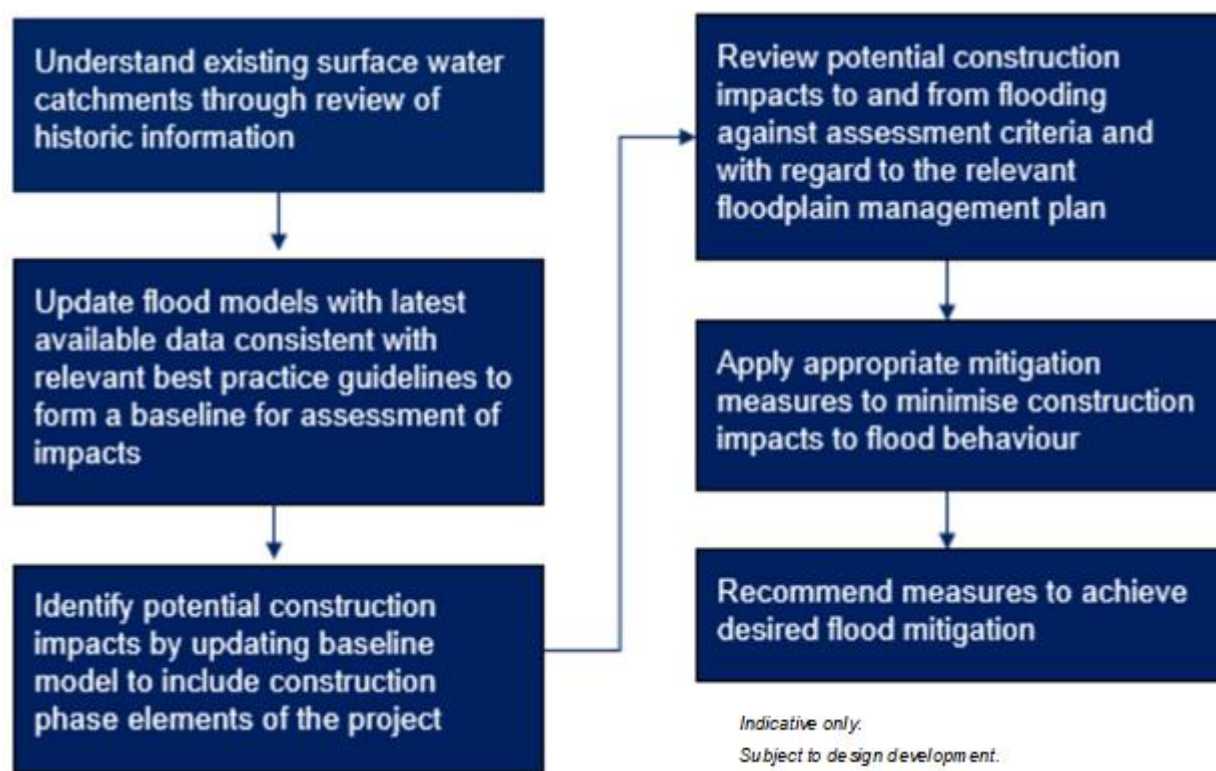 Understand existing surface water
catchments through review of
historic information
Update flood models with latest
available data consistent with
relevant best practice guidelines to
form a baseline for assessment of
impacts
Identify potential construction
impacts by updating baseline
model to include construction
phase elements of the project
Review potential construction
impacts to and from flooding
against assessment criteria and
with regard to the relevant
floodplain management plan
Apply appropriate mitigation
measures to minimise construction
impacts to flood behaviour
Recommend measures to achieve
desired flood mitigation
Indicative only.
Subject to design development.